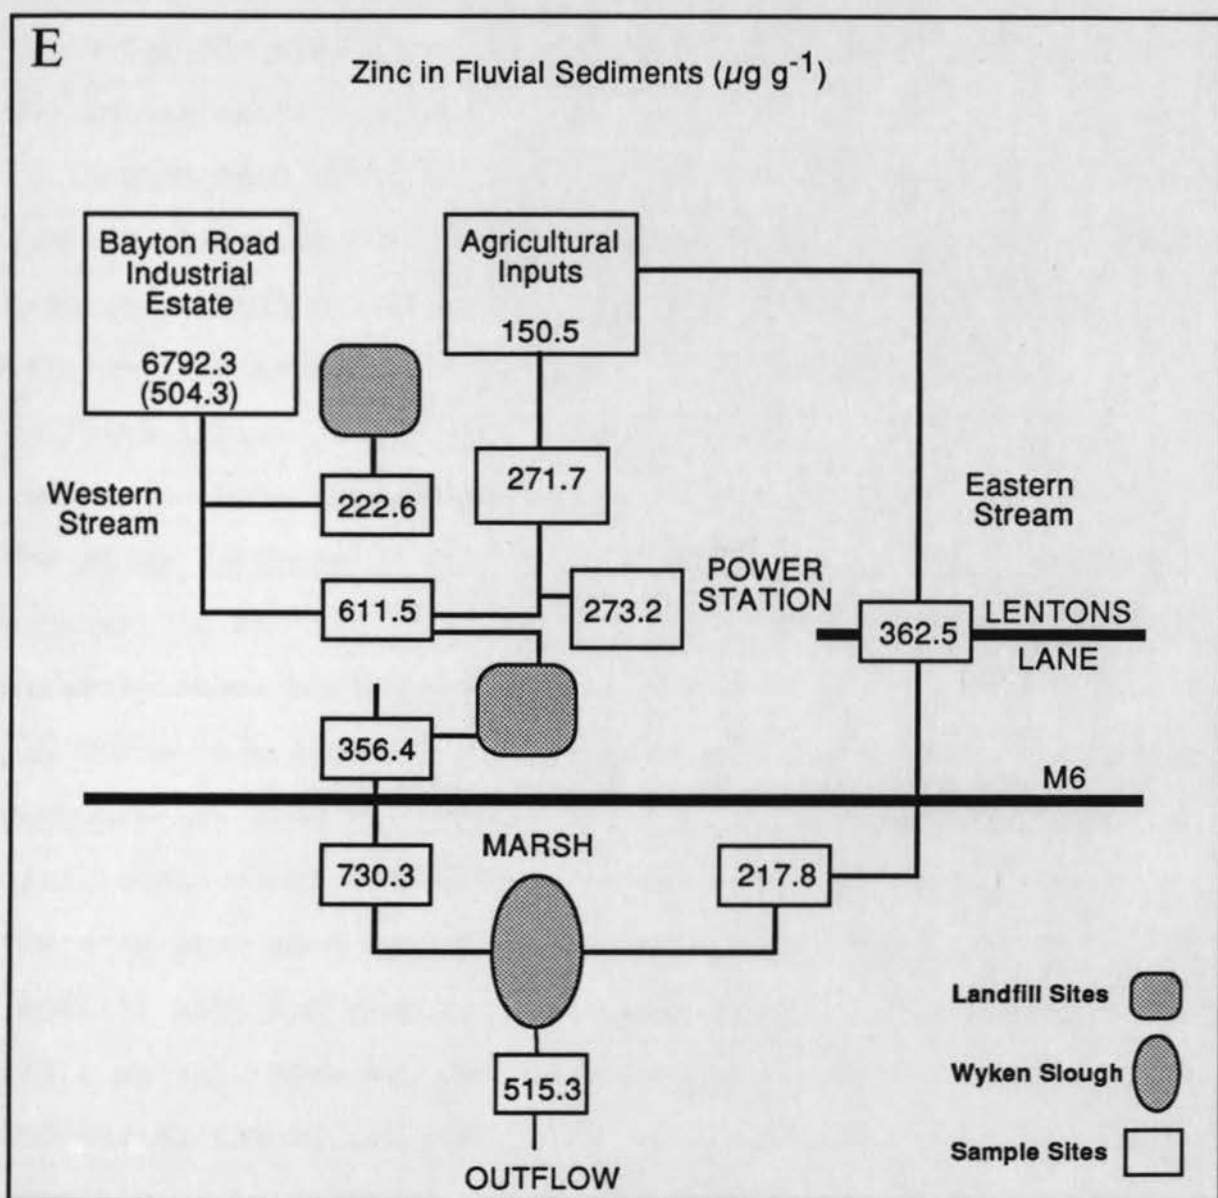 E
Zinc in Fluvial Sediments (µg g⁻¹)
Bayton Road
Industrial
Estate
6792.3
(504.3)
Agricultural
Inputs
150.5
Western
Stream
222.6
271.7
Eastern
Stream
611.5
273.2
POWER
STATION
362.5
LENTONS
LANE
356.4
M6
730.3
MARSH
217.8
515.3
OUTFLOW
Landfill Sites
Wyken Slough
Sample Sites